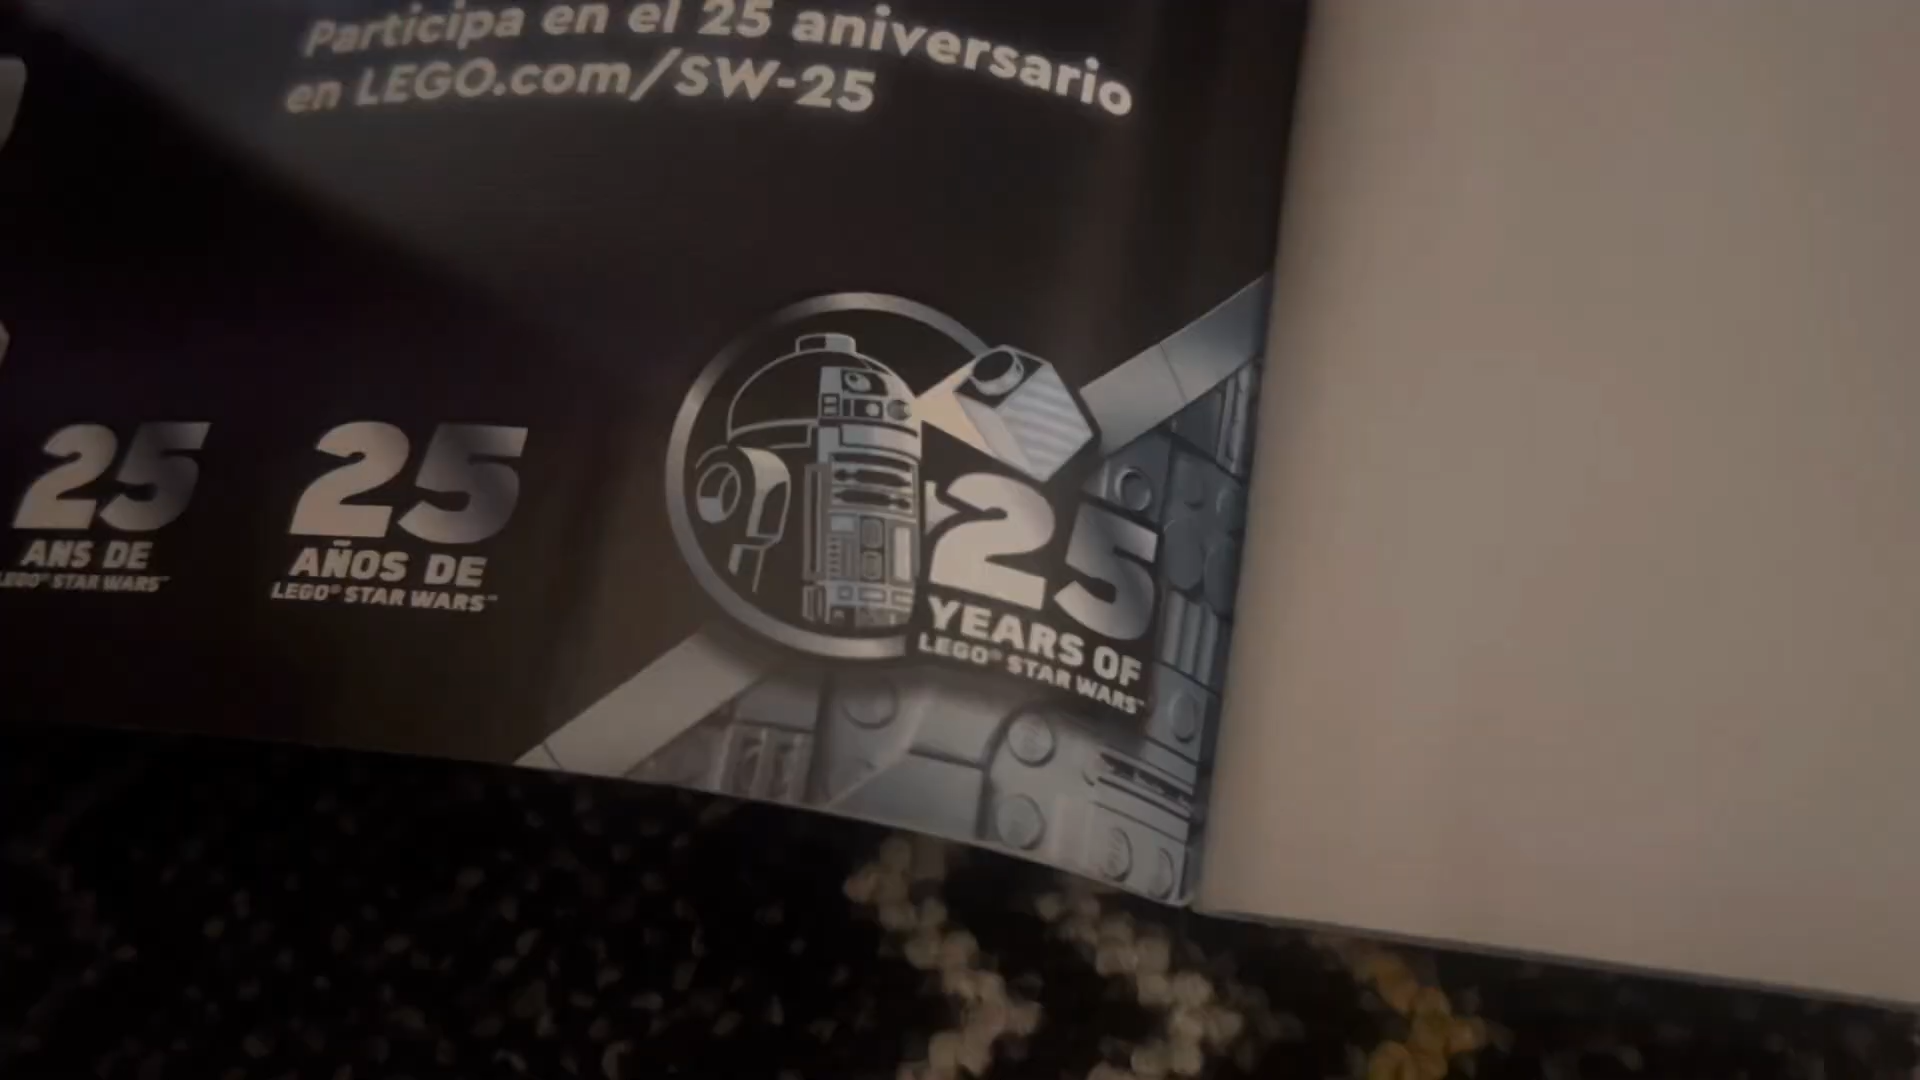 Participa en el 25 aniversario
en LEGO.com/SW-25
25
ANS DE
LEGO® STAR WARS™
25
AÑOS DE
LEGO® STAR WARS™
25
YEARS OF
LEGO® STAR WARS™